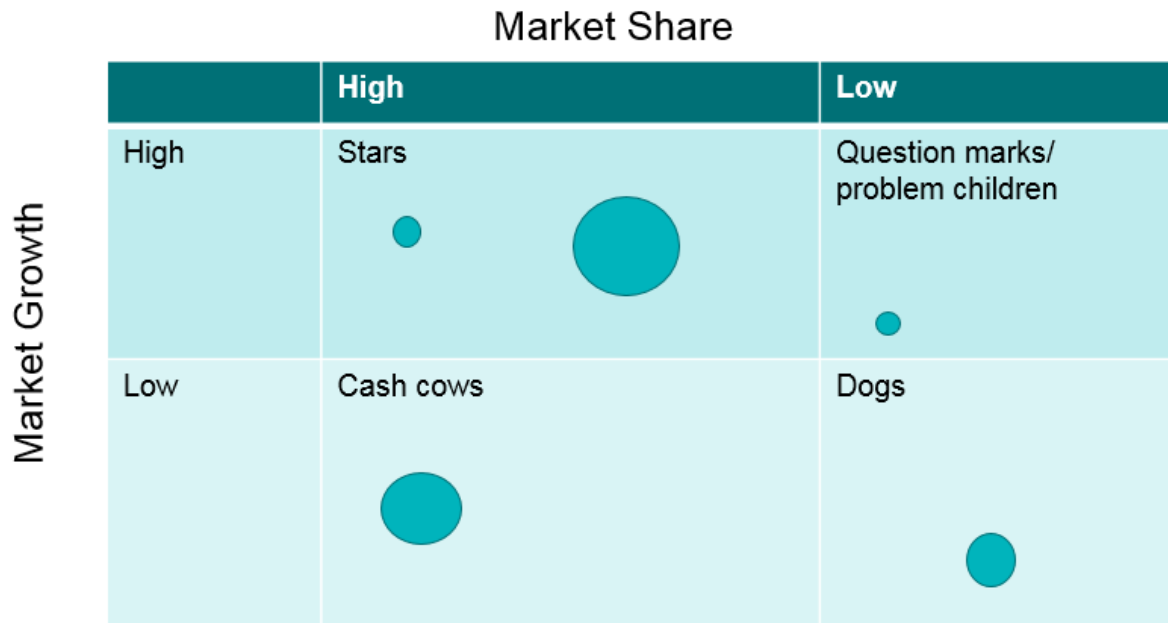 Market Share
High
Low
High
Stars
Question marks/
problem children
Market Growth
Low
Cash cows
Dogs